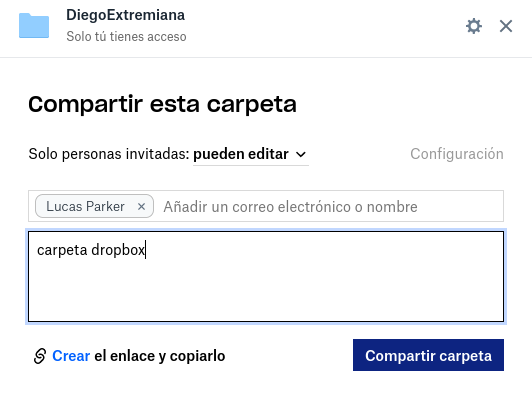 DiegoExtremiana
Solo tú tienes acceso
Compartir esta carpeta
Solo personas invitadas: pueden editar
Configuración
Lucas Parker × Añadir un correo electrónico o nombre
carpeta dropbox
Crear el enlace y copiarlo
Compartir carpeta